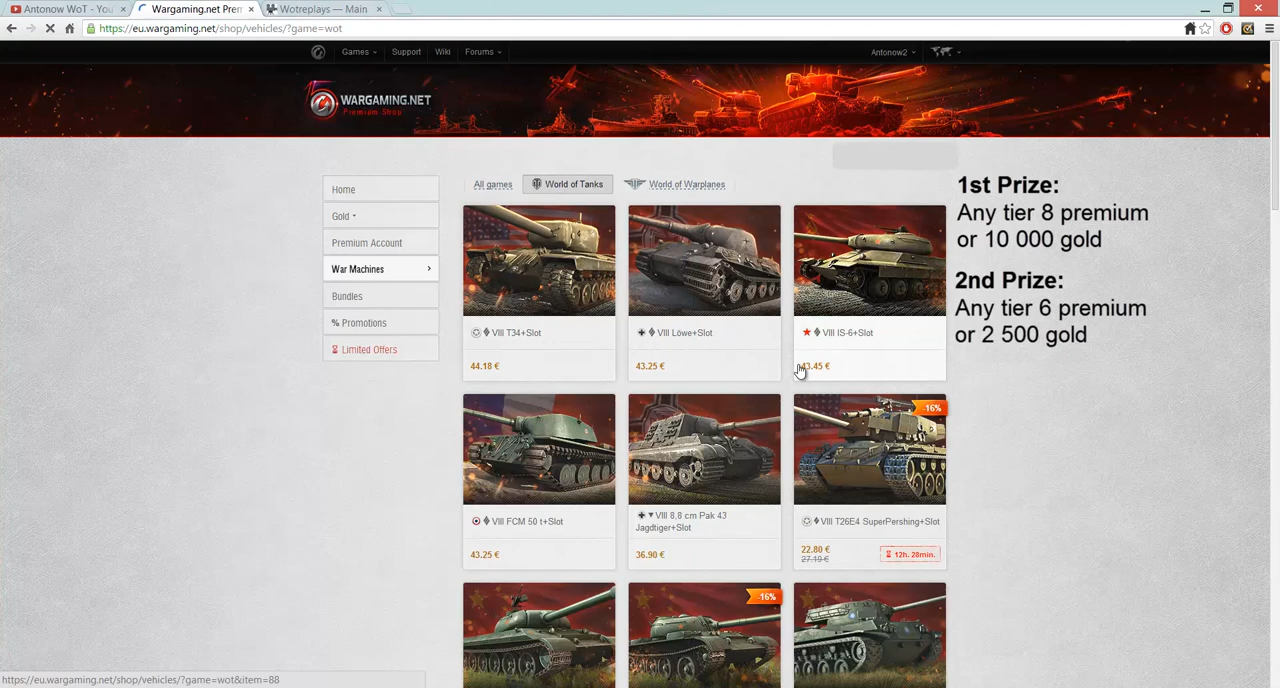 Antonow WoT - You
Wargaming.net Prem
Wotreplays — Main
https://eu.wargaming.net/shop/vehicles/?game=wot
Games
Support
Wiki
Forums
Antonow2
WARGAMING.NET
Premium Shop
Home
Gold
Premium Account
War Machines
Bundles
% Promotions
Limited Offers
All games
World of Tanks
World of Warplanes
VIII T34+Slot
44.18 €
VIII Löwe+Slot
43.25 €
VIII IS-6+Slot
43.45 €
1st Prize:
Any tier 8 premium
or 10 000 gold
2nd Prize:
Any tier 6 premium
or 2 500 gold
VIII FCM 50 t+Slot
43.25 €
VIII 8,8 cm Pak 43
Jagdtiger+Slot
36.90 €
-16%
VIII T26E4 SuperPershing+Slot
22.80 €
27.19 €
12h. 28min.
-16%
https://eu.wargaming.net/shop/vehicles/?game=wot&item=88